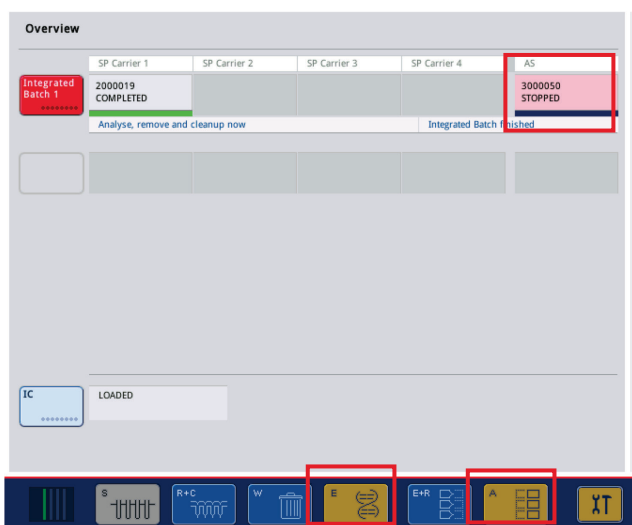 Overview
SP Carrier 1 SP Carrier 2 SP Carrier 3 SP Carrier 4 AS
Integrated
Batch 1
2000019
COMPLETED
3000050
STOPPED
Analyse, remove and cleanup now
Integrated Batch finished
IC
LOADED
S
R+C
W
E
E+R
A